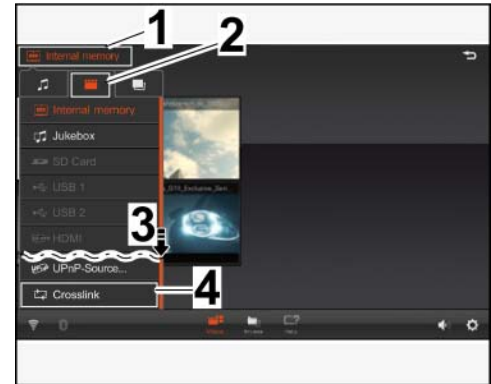 1
2
Internal memory
Internal memory
Jukebox
SD Card
USB 1
USB 2
HDMI
3
UPnP-Source...
Crosslink
4